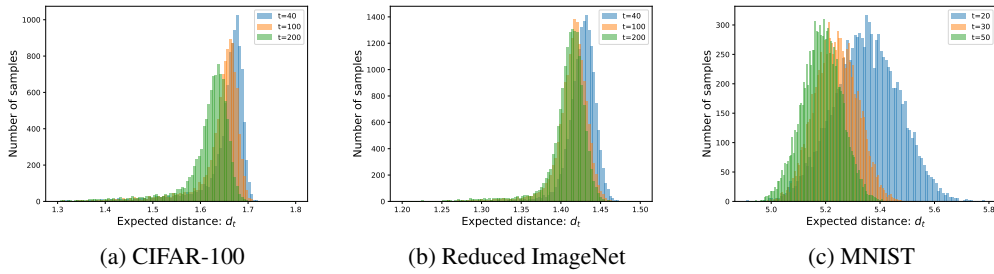 Number of samples
1000
800
600
400
200
0
1.3
1.4
1.5
1.6
1.7
1.8
Expected distance: d_t
t=40
t=100
t=200
(a) CIFAR-100
Number of samples
1400
1200
1000
800
600
400
200
0
1.20
1.25
1.30
1.35
1.40
1.45
1.50
Expected distance: d_t
t=40
t=100
t=200
(b) Reduced ImageNet
Number of samples
300
250
200
150
100
50
0
5.0
5.2
5.4
5.6
5.8
Expected distance: d_t
t=20
t=30
t=50
(c) MNIST